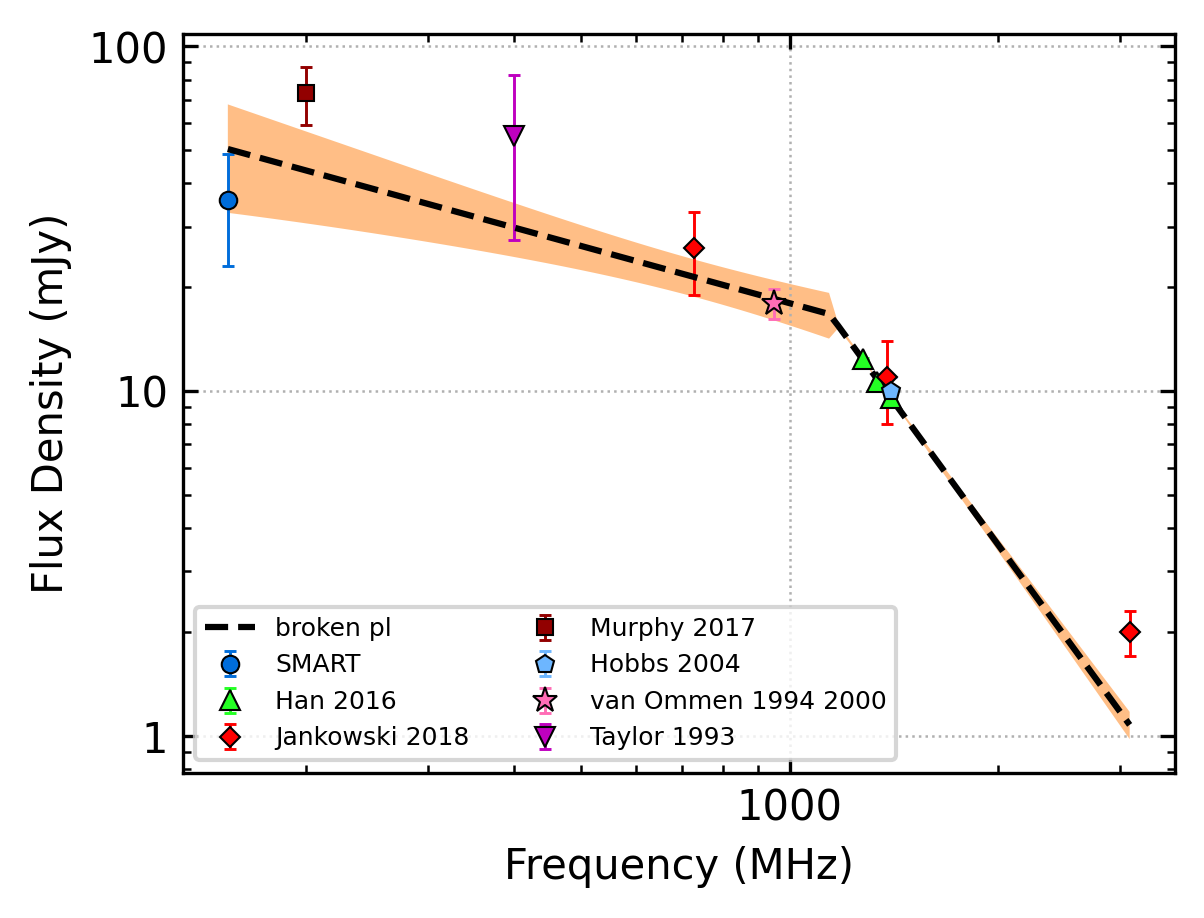 100
10
1
Flux Density (mJy)
1000
Frequency (MHz)
broken pl
SMART
Han 2016
Jankowski 2018
Murphy 2017
Hobbs 2004
van Ommen 1994 2000
Taylor 1993